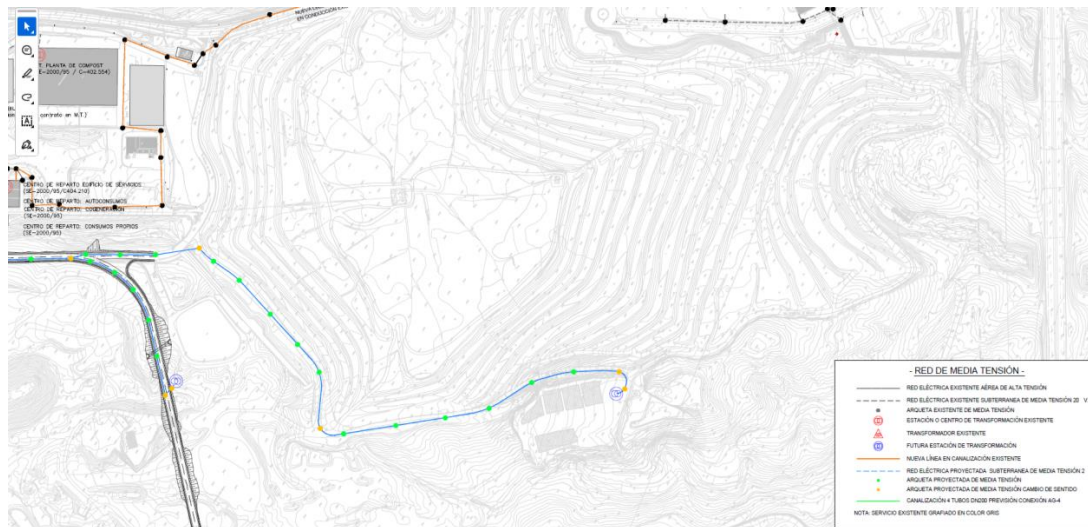 NUEVA LÍNEA
EN CONDUCCIÓN
T. PLANTA DE COMPOST
SE-2000/95 / C-402.554)
contrato en M.T.)
CENTRO DE REPARTO EDIFICIO DE SERVICIOS
(SE-2000/95/C404.210)
CENTRO DE REPARTO: AUTOCONSUMOS
CENTRO DE REPARTO: COGENERACIÓN
(SE-2000/95)
CENTRO DE REPARTO: CONSUMOS PROPIOS
(SE-2000/95)
- RED DE MEDIA TENSIÓN -
RED ELÉCTRICA EXISTENTE AÉREA DE ALTA TENSIÓN
RED ELÉCTRICA EXISTENTE SUBTERRANEA DE MEDIA TENSIÓN 20 V
ARQUETA EXISTENTE DE MEDIA TENSIÓN
ESTACIÓN O CENTRO DE TRANSFORMACIÓN EXISTENTE
TRANSFORMADOR EXISTENTE
FUTURA ESTACIÓN DE TRANSFORMACIÓN
NUEVA LÍNEA EN CANALIZACIÓN EXISTENTE
RED ELÉCTRICA PROYECTADA SUBTERRANEA DE MEDIA TENSIÓN 2
ARQUETA PROYECTADA DE MEDIA TENSIÓN
ARQUETA PROYECTADA DE MEDIA TENSIÓN CAMBIO DE SENTIDO
CANALIZACIÓN 4 TUBOS DN200 PREVISIÓN CONEXIÓN AG-4
NOTA: SERVICIO EXISTENTE GRAFIADO EN COLOR GRIS